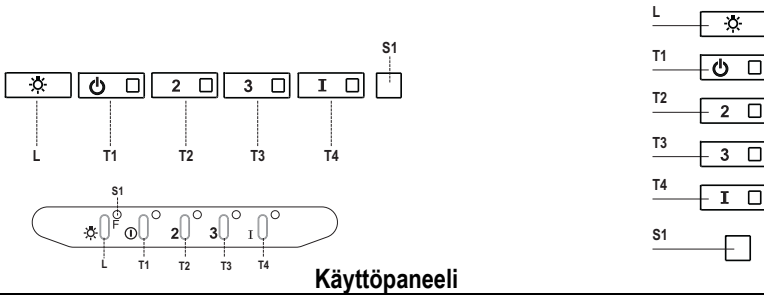 S1
2 3 I
L T1 T2 T3 T4
S1
F
2 3 I
L T1 T2 T3 T4
L
T1
T2 2
T3 3
T4 I
S1
Käyttöpaneeli